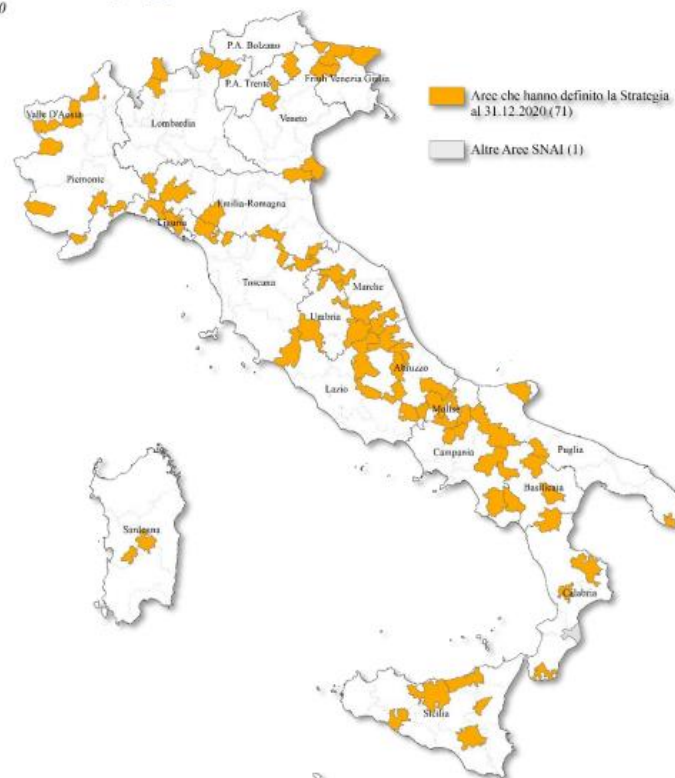 0
P.A. Bolzano
P.A. Trento
Friuli Venezia Giulia
Valle D'Aosta
Lombardia
Veneto
Aree che hanno definito la Strategia
al 31.12.2020 (71)
Altre Aree SNAI (1)
Piemonte
Emilia-Romagna
Liguria
Toscana
Marche
Umbria
Abruzzo
Lazio
Molise
Campania
Puglia
Basilicata
Sardegna
Calabria
Sicilia